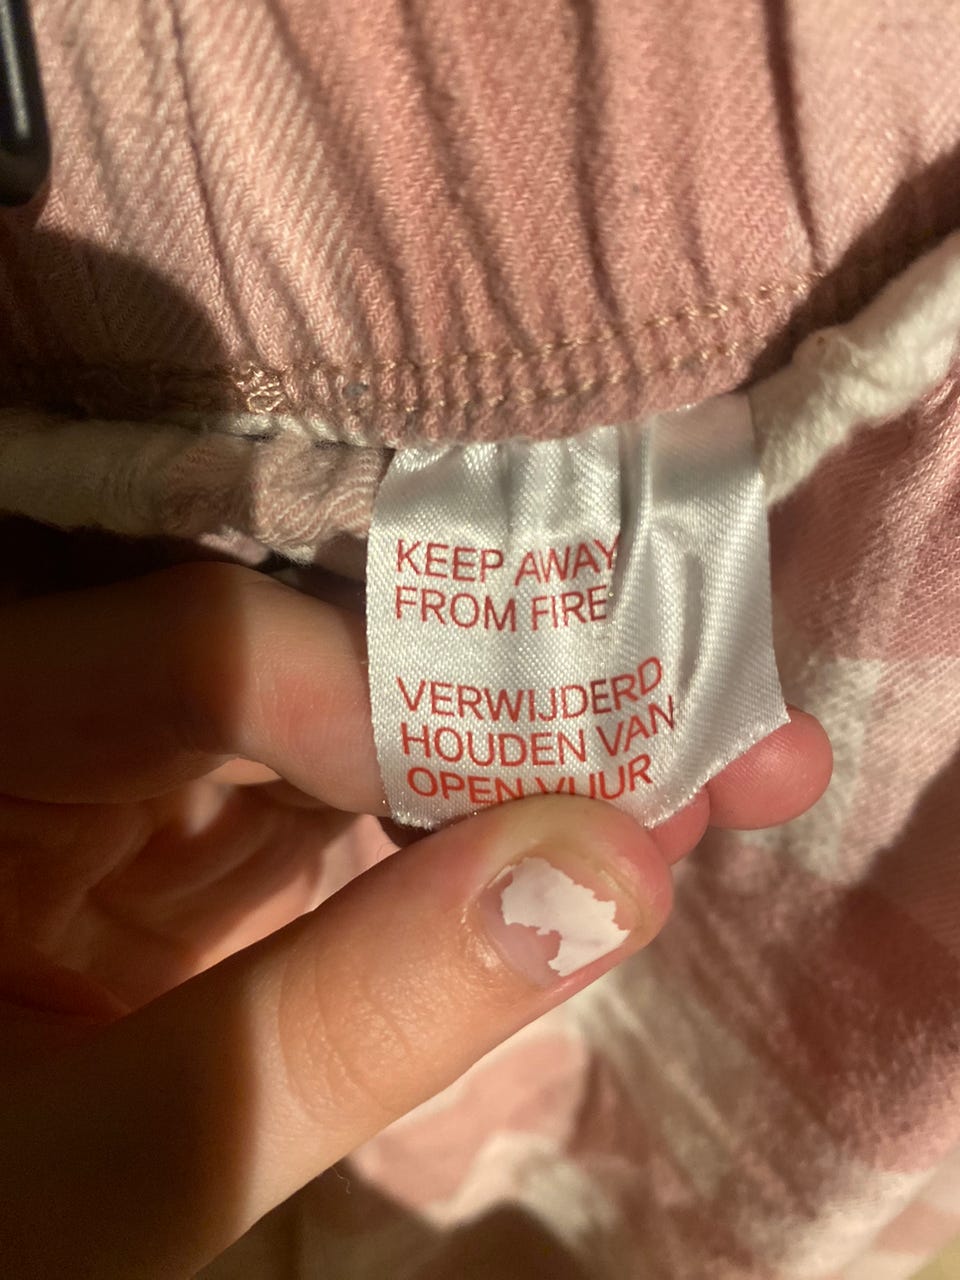 KEEP AWAY
FROM FIRE
VERWIJDERD
HOUDEN VAN
OPEN VUUR